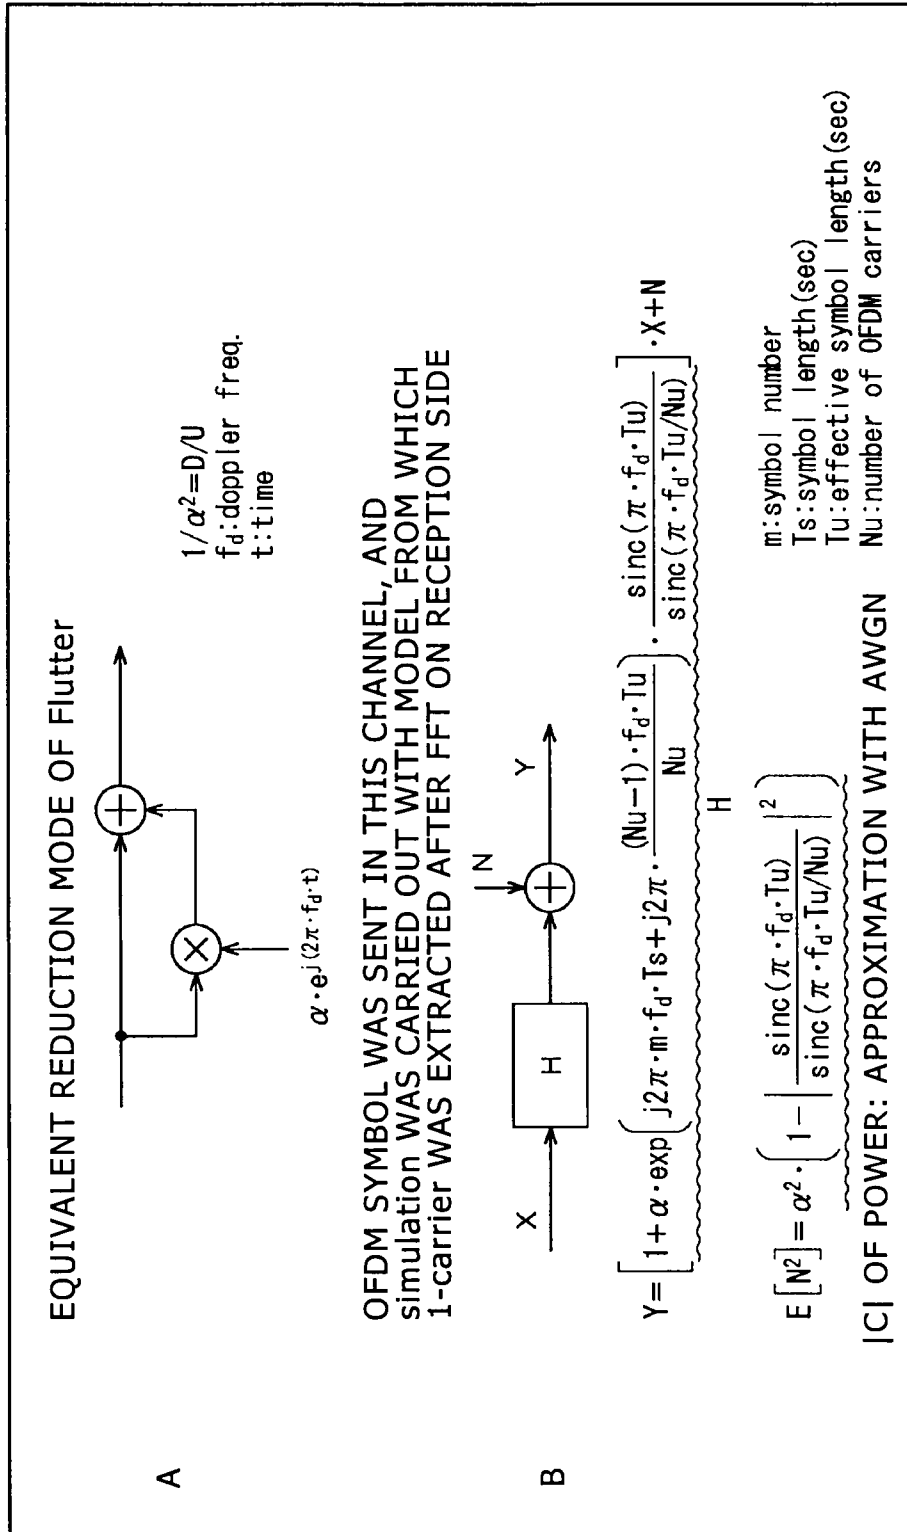 EQUIVALENT REDUCTION MODE OF Flutter
A
α·e^j(2π·f_d·t)
1/α²=D/U
f_d:doppler freq.
t:time
OFDM SYMBOL WAS SENT IN THIS CHANNEL, AND
simulation WAS CARRIED OUT WITH MODEL FROM WHICH
1-carrier WAS EXTRACTED AFTER FFT ON RECEPTION SIDE
B
X
H
N
Y
Y=[1+α·exp(j2π·m·f_d·Ts+j2π·(Nu-1)·f_d·Tu/Nu)·sinc(π·f_d·Tu)/sinc(π·f_d·Tu/Nu)]·X+N
H
E[N²]=α²·(1-|sinc(π·f_d·Tu)/sinc(π·f_d·Tu/Nu)|²)
m:symbol number
Ts:symbol length(sec)
Tu:effective symbol length(sec)
Nu:number of OFDM carriers
|C| OF POWER: APPROXIMATION WITH AWGN